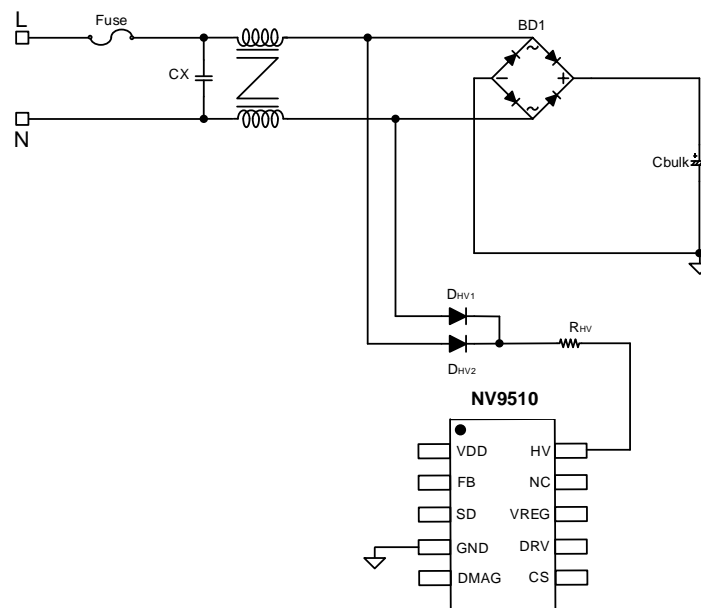 L
Fuse
BD1
CX
N
~
-
+
~
Cbulk
+
DHV1
RHV
DHV2
NV9510
VDD HV
FB NC
SD VREG
GND DRV
DMAG CS